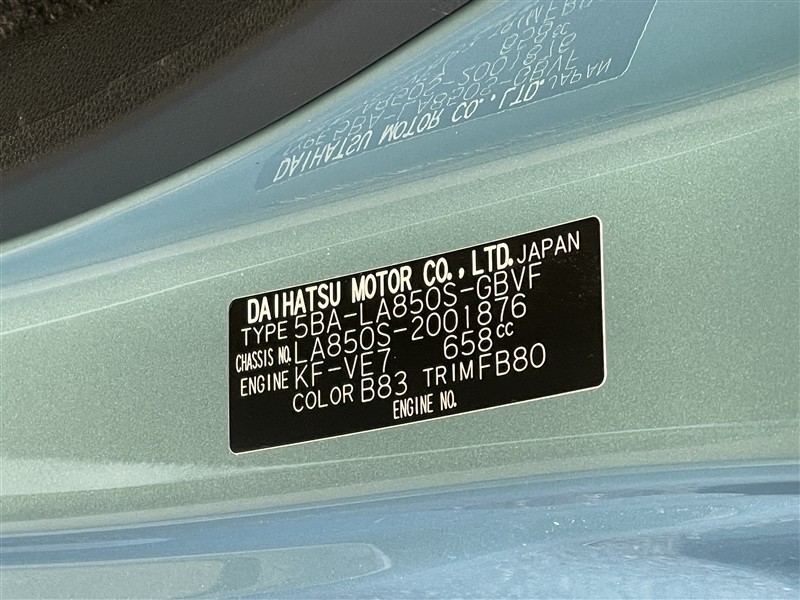 DAIHATSU MOTOR CO.,LTD. JAPAN
TYPE 5BA-LA850S-GBVF
CHASSIS NO. LA850S-2001876
ENGINE KF-VE7 658cc
COLOR B83 TRIM FB80
ENGINE NO.